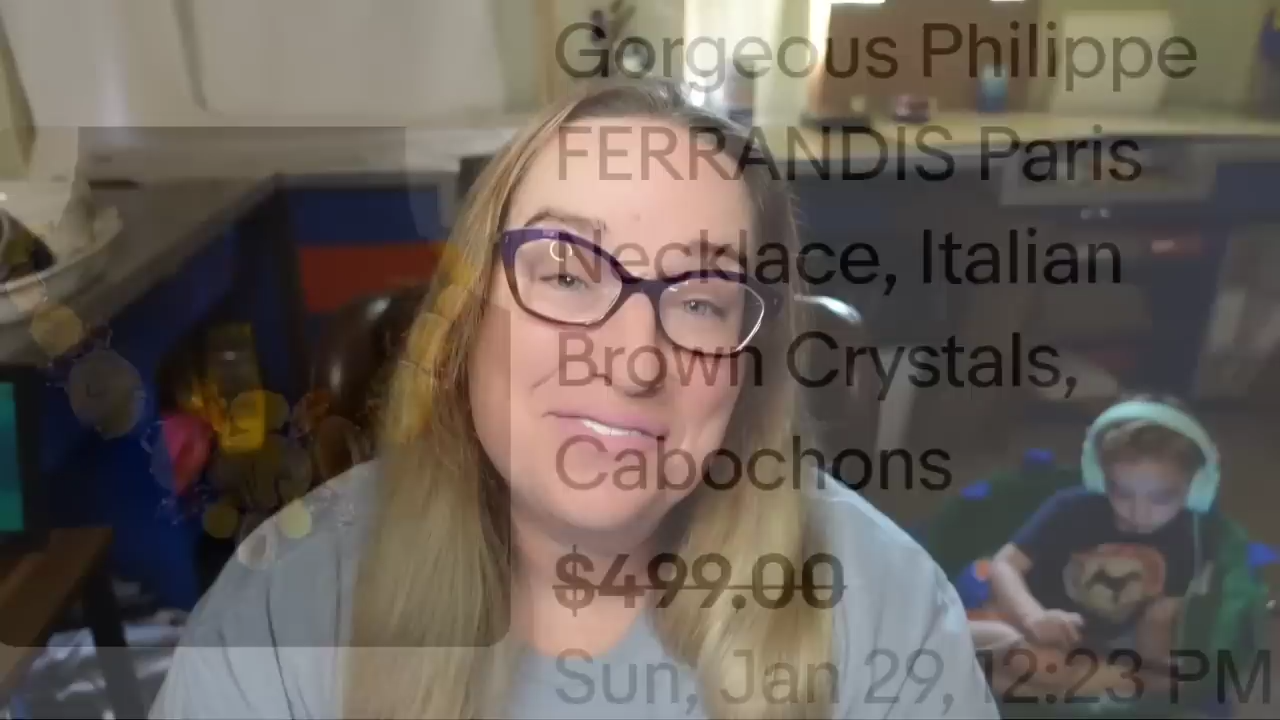 Gorgeous Philippe
FERRANDIS Paris
Necklace, Italian
Brown Crystals,
Cabochons
$499.00
Sun, Jan 29, 12:23 PM